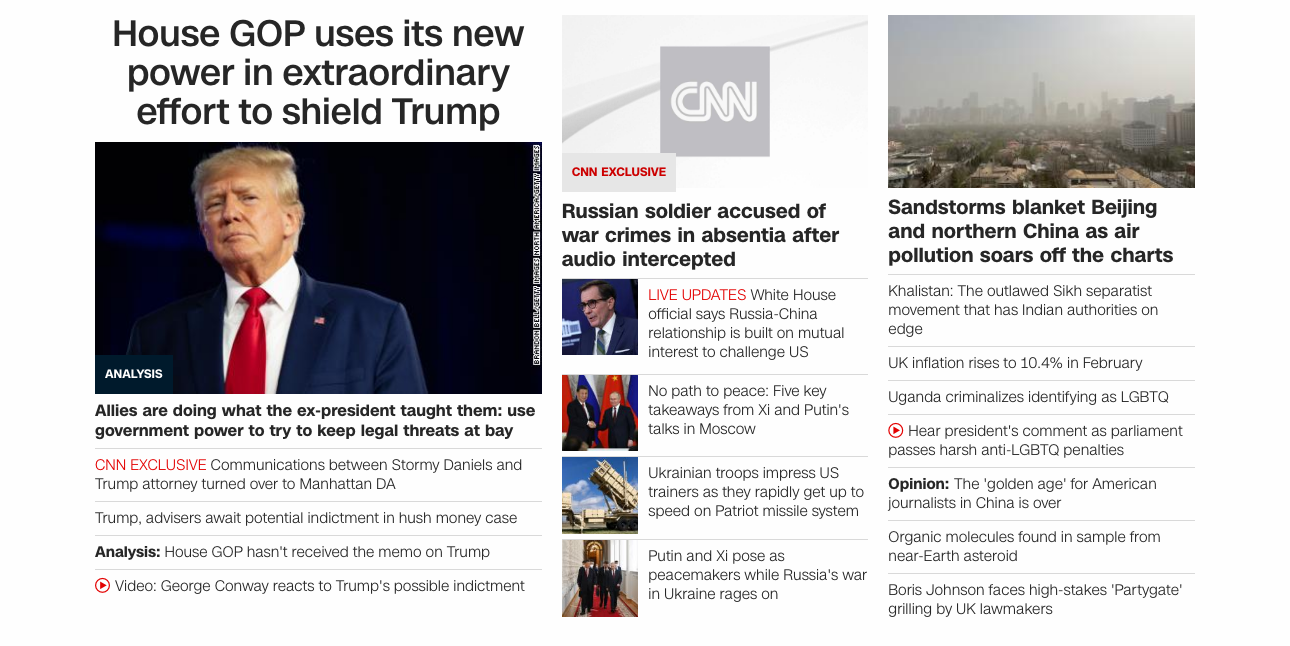 House GOP uses its new
power in extraordinary
effort to shield Trump
BRANDON BELL/GETTY IMAGES NORTH AMERICA/GETTY IMAGES
ANALYSIS
Allies are doing what the ex-president taught them: use
government power to try to keep legal threats at bay
CNN EXCLUSIVE Communications between Stormy Daniels and
Trump attorney turned over to Manhattan DA
Trump, advisers await potential indictment in hush money case
Analysis: House GOP hasn't received the memo on Trump
Video: George Conway reacts to Trump's possible indictment
CNN
CNN EXCLUSIVE
Russian soldier accused of
war crimes in absentia after
audio intercepted
LIVE UPDATES White House
official says Russia-China
relationship is built on mutual
interest to challenge US
No path to peace: Five key
takeaways from Xi and Putin's
talks in Moscow
Ukrainian troops impress US
trainers as they rapidly get up to
speed on Patriot missile system
Putin and Xi pose as
peacemakers while Russia's war
in Ukraine rages on
Sandstorms blanket Beijing
and northern China as air
pollution soars off the charts
Khalistan: The outlawed Sikh separatist
movement that has Indian authorities on
edge
UK inflation rises to 10.4% in February
Uganda criminalizes identifying as LGBTQ
Hear president's comment as parliament
passes harsh anti-LGBTQ penalties
Opinion: The 'golden age' for American
journalists in China is over
Organic molecules found in sample from
near-Earth asteroid
Boris Johnson faces high-stakes 'Partygate'
grilling by UK lawmakers